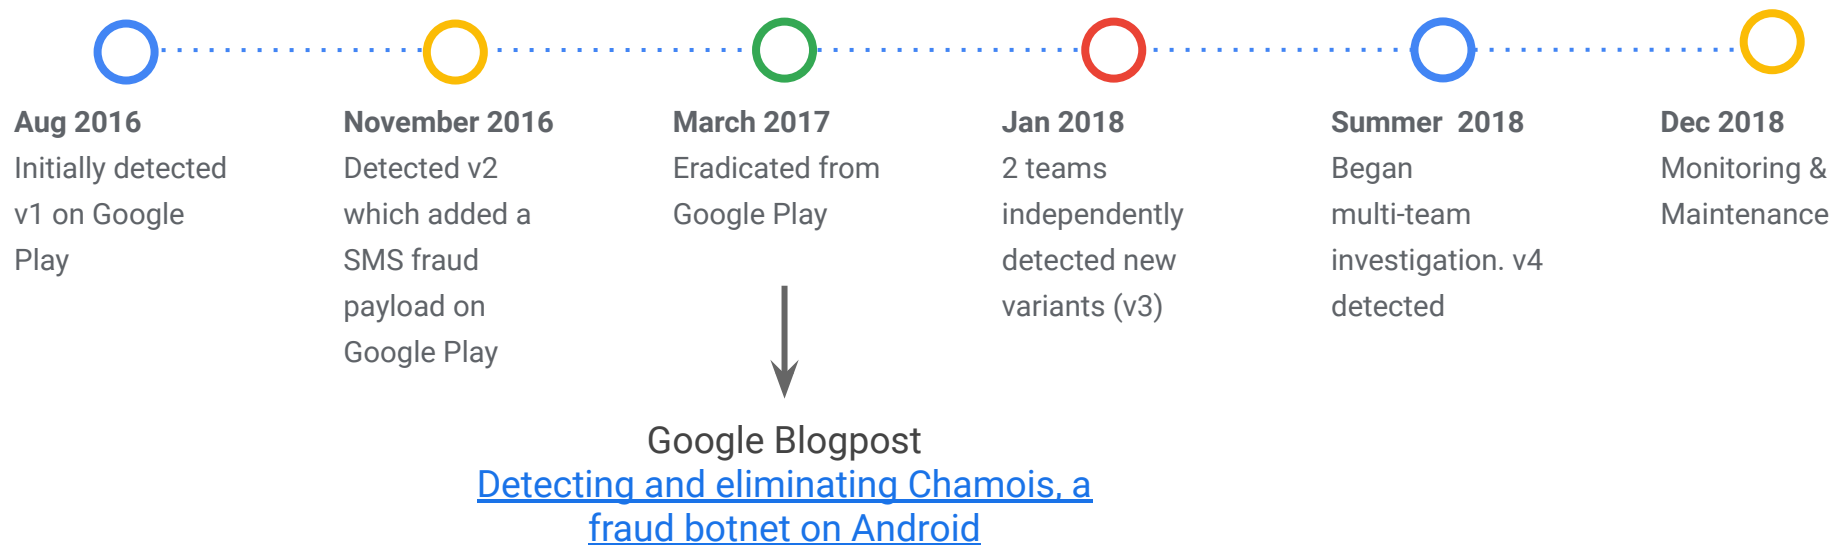 Aug 2016
Initially detected
v1 on Google
Play
November 2016
Detected v2
which added a
SMS fraud
payload on
Google Play
March 2017
Eradicated from
Google Play
Jan 2018
2 teams
independently
detected new
variants (v3)
Summer 2018
Began
multi-team
investigation. v4
detected
Dec 2018
Monitoring &
Maintenance
Google Blogpost
Detecting and eliminating Chamois, a
fraud botnet on Android